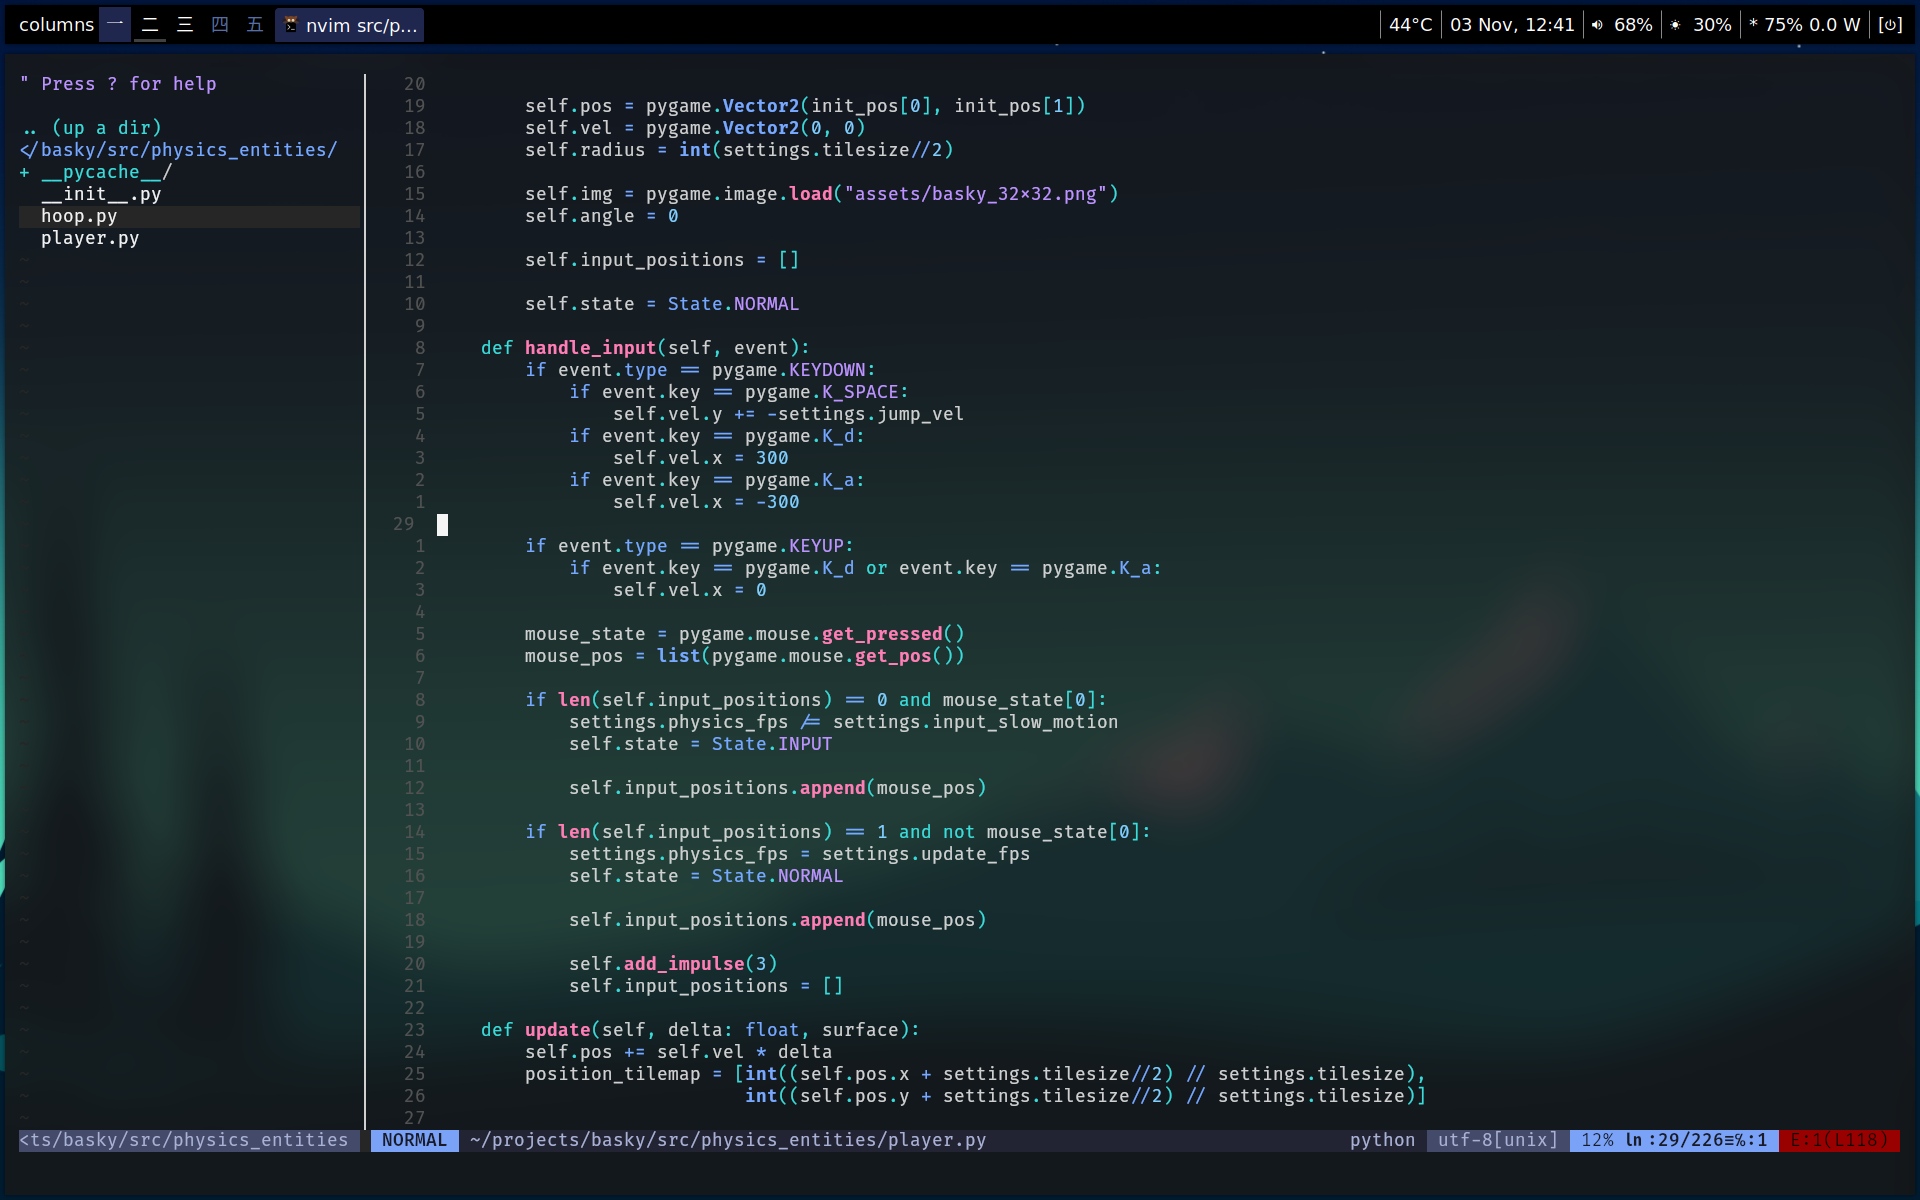 columns 一 二 三 四 五 nvim src/p... 44°C 03 Nov, 12:41 68% 30% * 75% 0.0 W [⏻]
" Press ? for help
.. (up a dir)
</basky/src/physics_entities/
+ __pycache__/
__init__.py
hoop.py
player.py
20
19 self.pos = pygame.Vector2(init_pos[0], init_pos[1])
18 self.vel = pygame.Vector2(0, 0)
17 self.radius = int(settings.tilesize//2)
16
15 self.img = pygame.image.load("assets/basky_32×32.png")
14 self.angle = 0
13
12 self.input_positions = []
11
10 self.state = State.NORMAL
9
8 def handle_input(self, event):
7 if event.type == pygame.KEYDOWN:
6 if event.key == pygame.K_SPACE:
5 self.vel.y += -settings.jump_vel
4 if event.key == pygame.K_d:
3 self.vel.x = 300
2 if event.key == pygame.K_a:
1 self.vel.x = -300
29
1 if event.type == pygame.KEYUP:
2 if event.key == pygame.K_d or event.key == pygame.K_a:
3 self.vel.x = 0
4
5 mouse_state = pygame.mouse.get_pressed()
6 mouse_pos = list(pygame.mouse.get_pos())
7
8 if len(self.input_positions) == 0 and mouse_state[0]:
9 settings.physics_fps /= settings.input_slow_motion
10 self.state = State.INPUT
11
12 self.input_positions.append(mouse_pos)
13
14 if len(self.input_positions) == 1 and not mouse_state[0]:
15 settings.physics_fps = settings.update_fps
16 self.state = State.NORMAL
17
18 self.input_positions.append(mouse_pos)
19
20 self.add_impulse(3)
21 self.input_positions = []
22
23 def update(self, delta: float, surface):
24 self.pos += self.vel * delta
25 position_tilemap = [int((self.pos.x + settings.tilesize//2) // settings.tilesize),
26 int((self.pos.y + settings.tilesize//2) // settings.tilesize)]
27
<ts/basky/src/physics_entities NORMAL ~/projects/basky/src/physics_entities/player.py python utf-8[unix] 12% ln :29/226≡℅:1 E:1(L118)